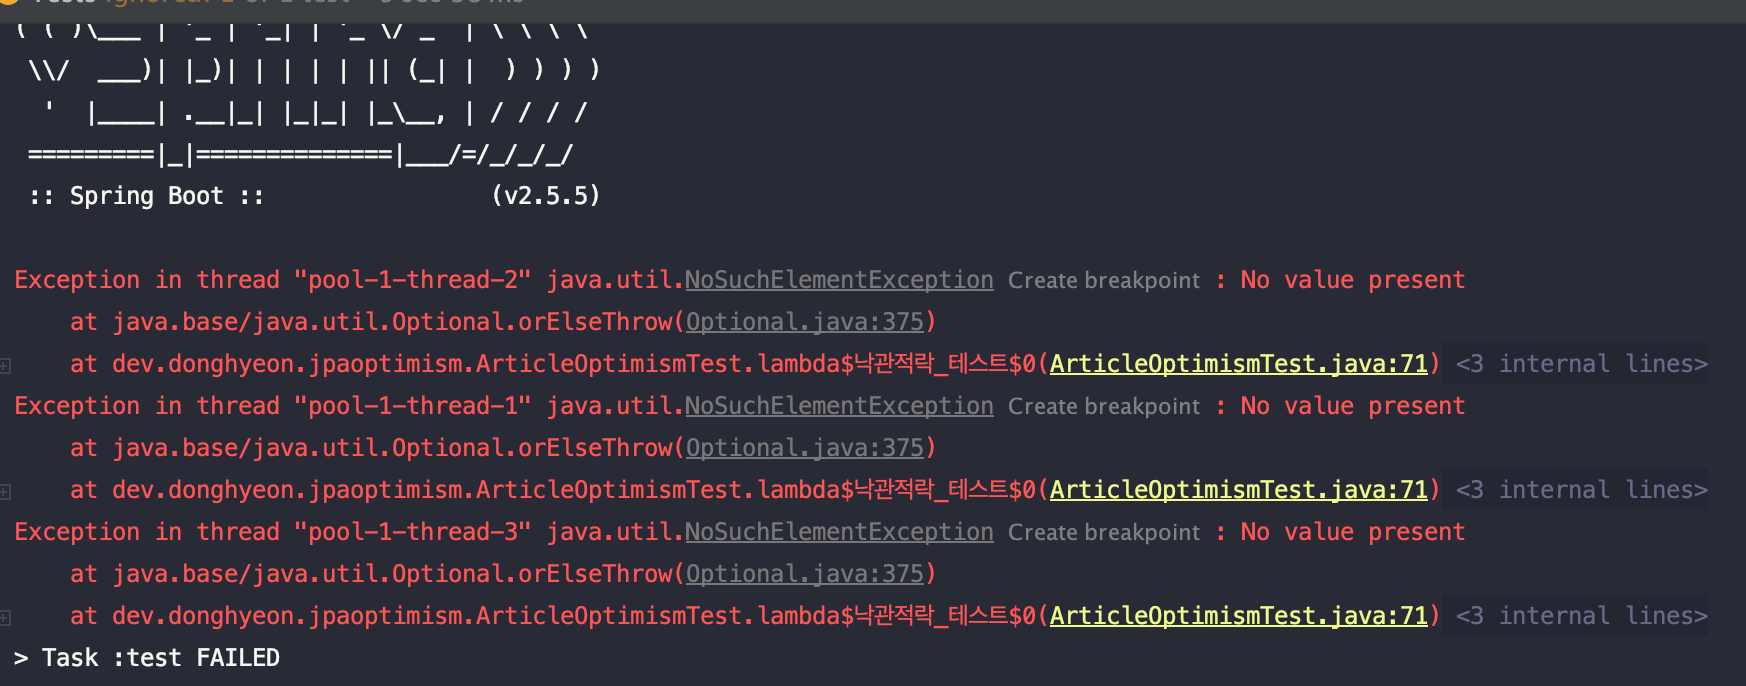 ( ( )\___ | '_ | '_| | '_ \/ _` | \ \ \ \
\\/  ___)| |_)| | | | | || (_| |  ) ) ) )
'  |____| .__|_| |_|_| |_\__, | / / / /
=========|_|==============|___/=/_/_/_/
:: Spring Boot ::                (v2.5.5)
Exception in thread "pool-1-thread-2" java.util.NoSuchElementException Create breakpoint : No value present
at java.base/java.util.Optional.orElseThrow(Optional.java:375)
at dev.donghyeon.jpaoptimism.ArticleOptimismTest.lambda$낙관적락_테스트$0(ArticleOptimismTest.java:71) <3 internal lines>
Exception in thread "pool-1-thread-1" java.util.NoSuchElementException Create breakpoint : No value present
at java.base/java.util.Optional.orElseThrow(Optional.java:375)
at dev.donghyeon.jpaoptimism.ArticleOptimismTest.lambda$낙관적락_테스트$0(ArticleOptimismTest.java:71) <3 internal lines>
Exception in thread "pool-1-thread-3" java.util.NoSuchElementException Create breakpoint : No value present
at java.base/java.util.Optional.orElseThrow(Optional.java:375)
at dev.donghyeon.jpaoptimism.ArticleOptimismTest.lambda$낙관적락_테스트$0(ArticleOptimismTest.java:71) <3 internal lines>
> Task :test FAILED